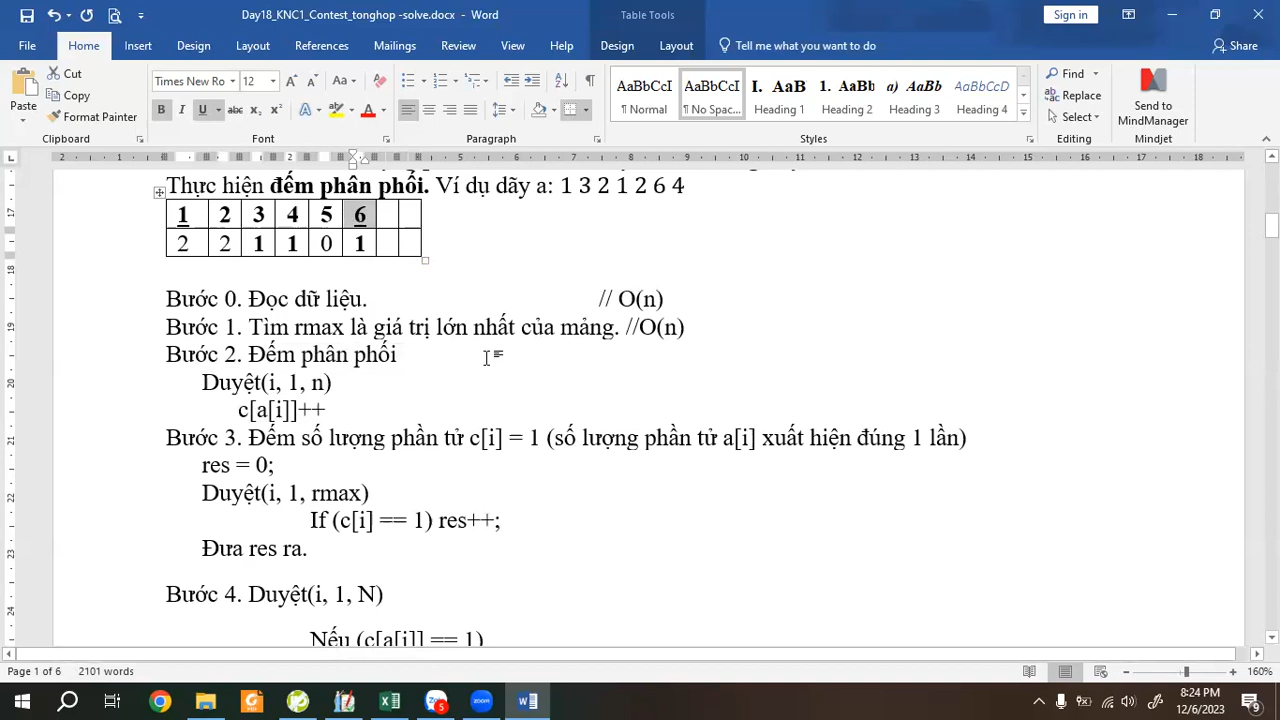 Day18_KNC1_Contest_tonghop -solve.docx - Word
Table Tools
Sign in
File Home Insert Design Layout References Mailings Review View Help Design Layout Tell me what you want to do Share
Paste
Cut
Copy
Format Painter
Clipboard
Times New Ro 12
B I U abc x₂ x²
Font
Paragraph
AaBbCcI AaBbCcI I. AaB 1. AaBb a) AaBb AaBbCcI
¶ Normal ¶ No Spac... Heading 1 Heading 2 Heading 3 Heading 4
Styles
Find
Replace
Select
Editing
Send to
MindManager
Mindjet
Thực hiện đếm phân phối. Ví dụ dãy a: 1 3 2 1 2 6 4
1 2 3 4 5 6
2 2 1 1 0 1
Bước 0. Đọc dữ liệu. // O(n)
Bước 1. Tìm rmax là giá trị lớn nhất của mảng. //O(n)
Bước 2. Đếm phân phối
Duyệt(i, 1, n)
c[a[i]]++
Bước 3. Đếm số lượng phần tử c[i] = 1 (số lượng phần tử a[i] xuất hiện đúng 1 lần)
res = 0;
Duyệt(i, 1, rmax)
If (c[i] == 1) res++;
Đưa res ra.
Bước 4. Duyệt(i, 1, N)
Nếu (c[a[i]] == 1)
Page 1 of 6 2101 words
160%
8:24 PM
12/6/2023